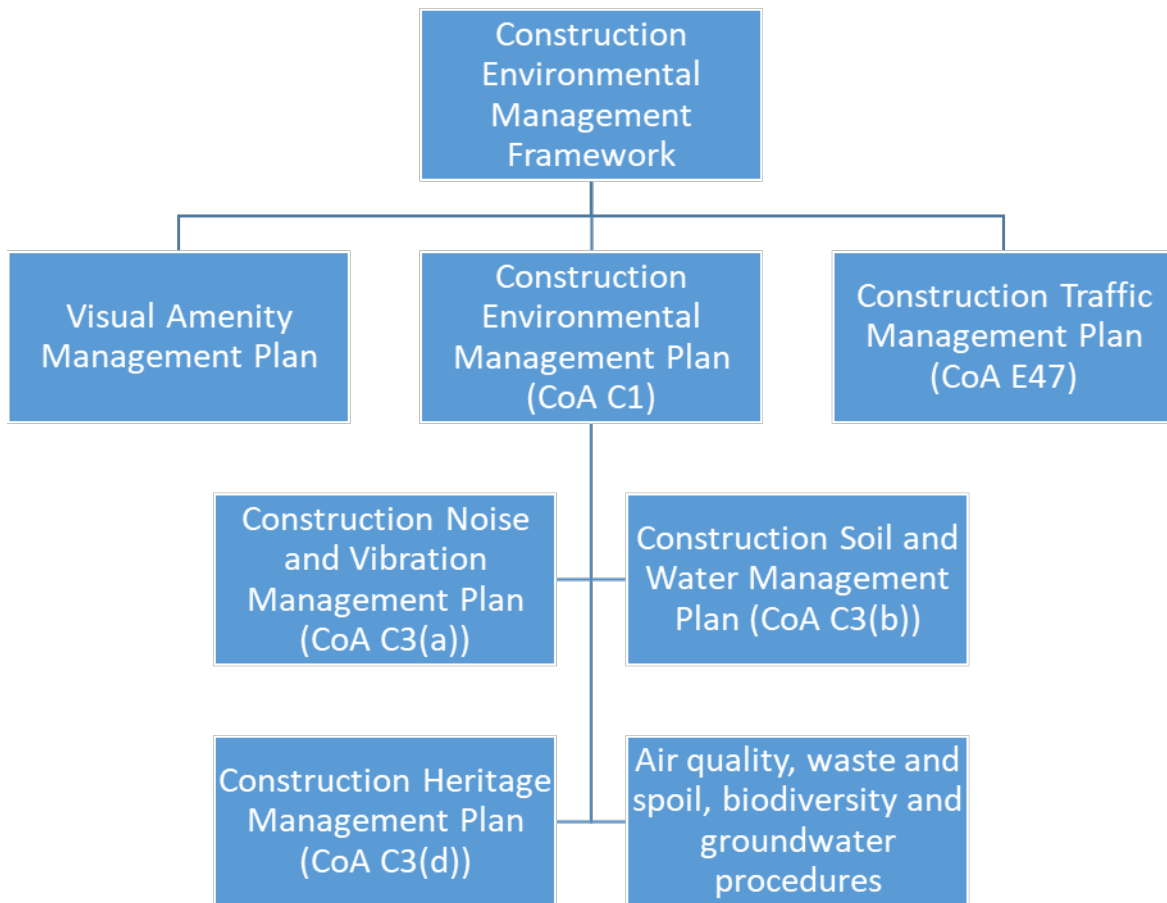 Construction
Environmental
Management
Framework
Visual Amenity
Management Plan
Construction
Environmental
Management Plan
(CoA C1)
Construction Traffic
Management Plan
(CoA E47)
Construction Noise
and Vibration
Management Plan
(CoA C3(a))
Construction Soil and
Water Management
Plan (CoA C3(b))
Construction Heritage
Management Plan
(CoA C3(d))
Air quality, waste and
spoil, biodiversity and
groundwater
procedures